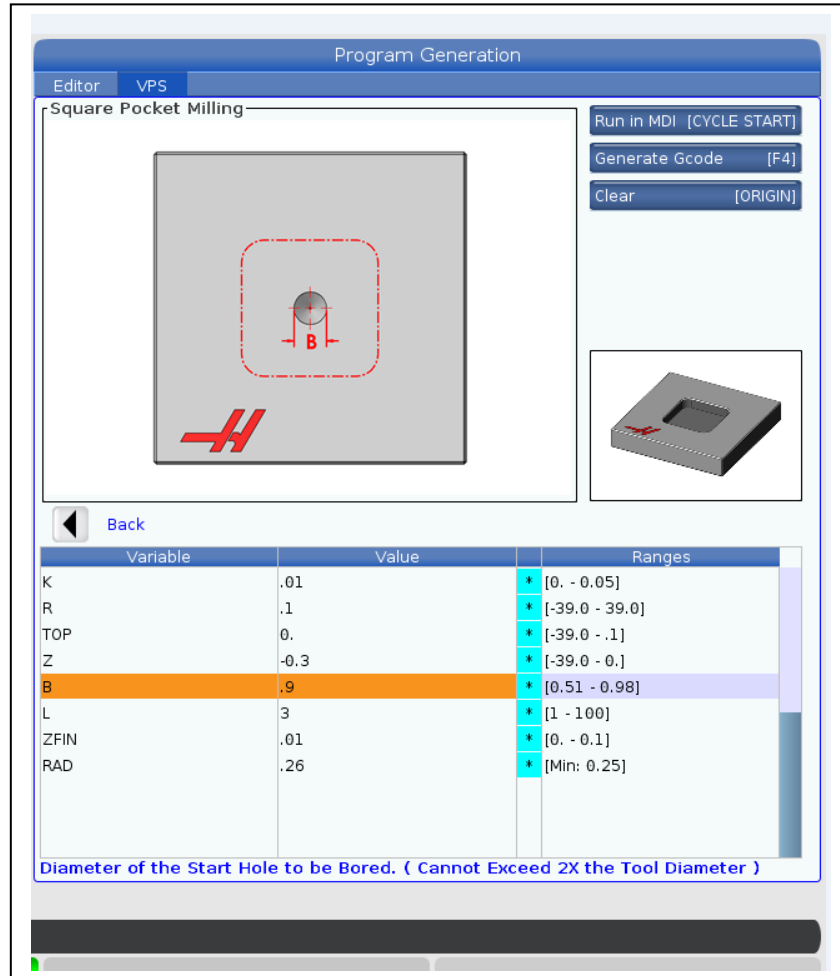 Program Generation
Editor VPS
Square Pocket Milling
Run in MDI [CYCLE START]
Generate Gcode [F4]
Clear [ORIGIN]
B
Back
Variable Value Ranges
K .01 * [0. - 0.05]
R .1 * [-39.0 - 39.0]
TOP 0. * [-39.0 - .1]
Z -0.3 * [-39.0 - 0.]
B .9 * [0.51 - 0.98]
L 3 * [1 - 100]
ZFIN .01 * [0. - 0.1]
RAD .26 * [Min: 0.25]
Diameter of the Start Hole to be Bored. ( Cannot Exceed 2X the Tool Diameter )